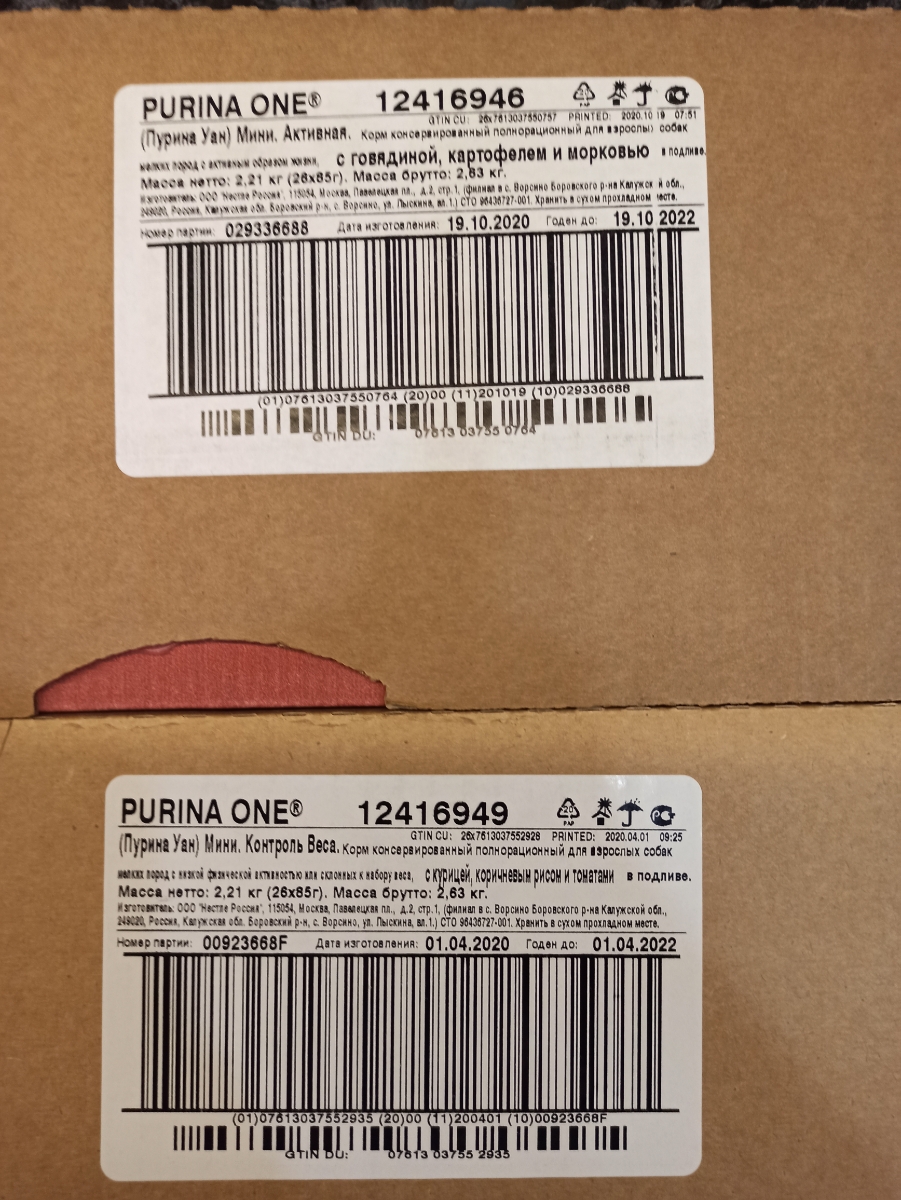 PURINA ONE® 12416946
GTIN CU: 26x7613037550757 PRINTED: 2020.10 19 07:51
(Пурина Уан) Мини. Активная. Корм консервированный полнорационный для взрослых собак
мелких пород с активным образом жизни, с говядиной, картофелем и морковью в подливе.
Масса нетто: 2,21 кг (26x85г). Масса брутто: 2,63 кг.
Изготовитель: ООО "Нестле Россия", 115054, Москва, Павелецкая пл., д.2, стр.1, (филиал в с. Ворсино Боровского р-на Калужской обл.,
249020, Россия, Калужская обл. Боровский р-н, с. Ворсино, ул. Лыскина, вл.1.) СТО 96436727-001. Хранить в сухом прохладном месте.
Номер партии: 029336688 Дата изготовления: 19.10.2020 Годен до: 19.10 2022
(01)07613037550764 (20)00 (11)201019 (10)029336688
GTIN DU: 07613 03755 0764
PURINA ONE® 12416949
20
PAP
GTIN CU: 26x7613037552928 PRINTED: 2020.04.01 09:25
(Пурина Уан) Мини. Контроль Веса. Корм консервированный полнорационный для взрослых собак
мелких пород с низкой физической активностью или склонных к набору веса, с курицей, коричневым рисом и томатами в подливе.
Масса нетто: 2,21 кг (26x85г). Масса брутто: 2,63 кг.
Изготовитель: ООО "Нестле Россия", 115054, Москва, Павелецкая пл., д.2, стр.1, (филиал в с. Ворсино Боровского р-на Калужской обл.,
249020, Россия, Калужская обл. Боровский р-н, с. Ворсино, ул. Лыскина, вл.1.) СТО 96436727-001. Хранить в сухом прохладном месте.
Номер партии: 00923668F Дата изготовления: 01.04.2020 Годен до: 01.04.2022
(01)07613037552935 (20)00 (11)200401 (10)00923668F
GTIN DU: 07613 03755 2935